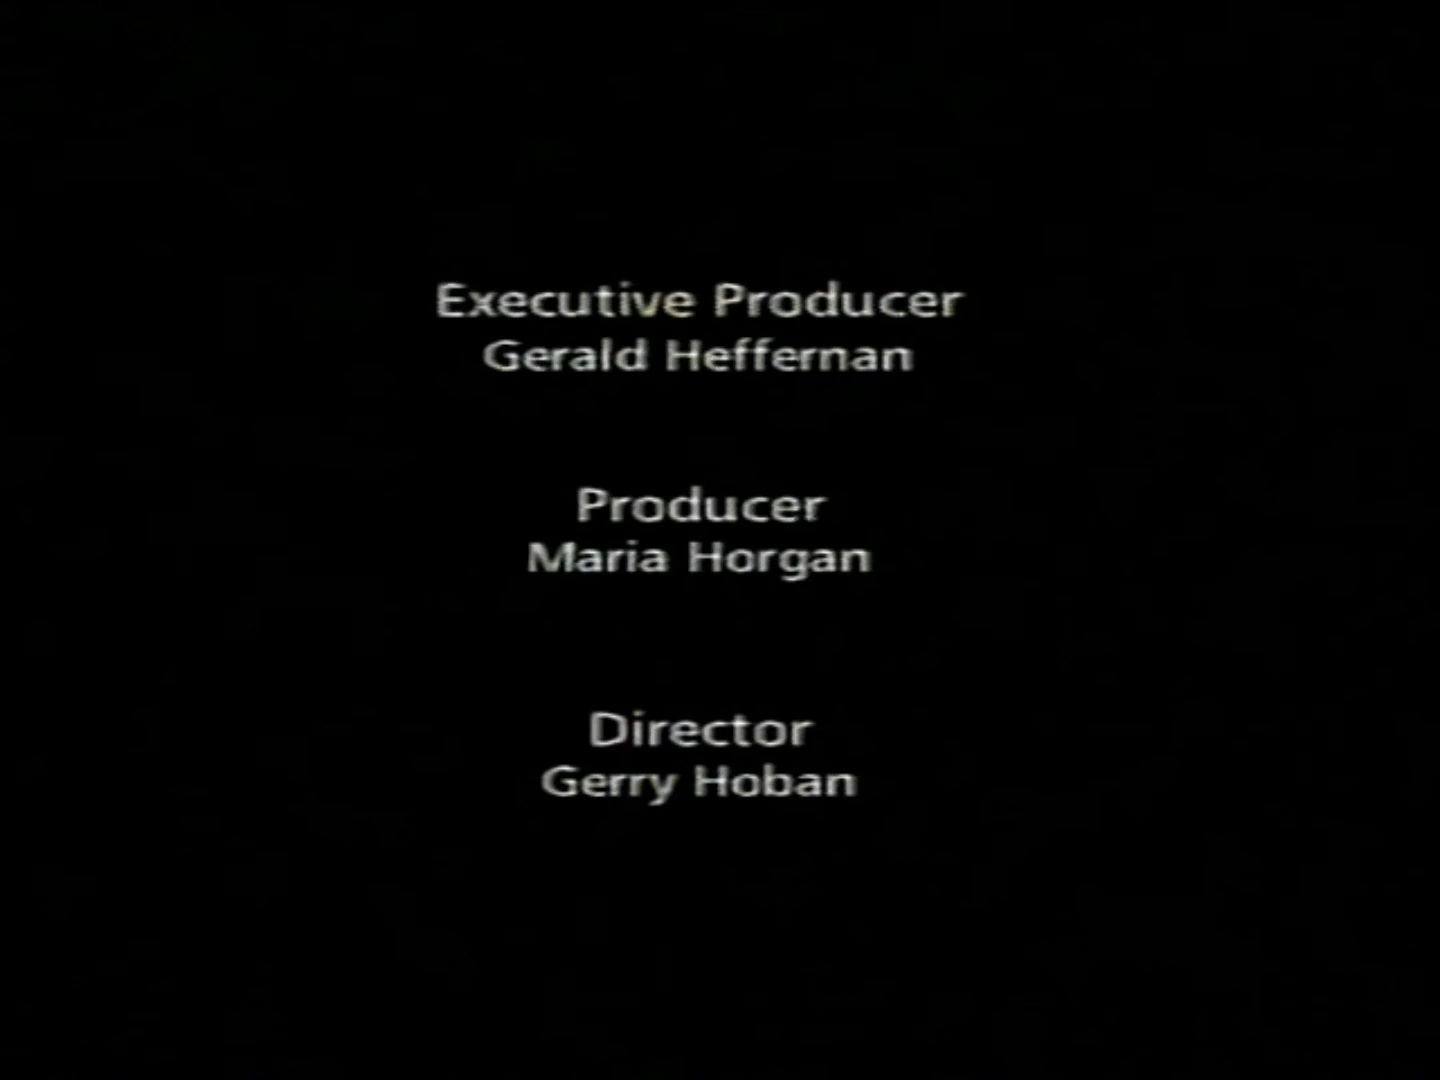 Executive Producer
Gerald Heffernan
Producer
Maria Horgan
Director
Gerry Hoban